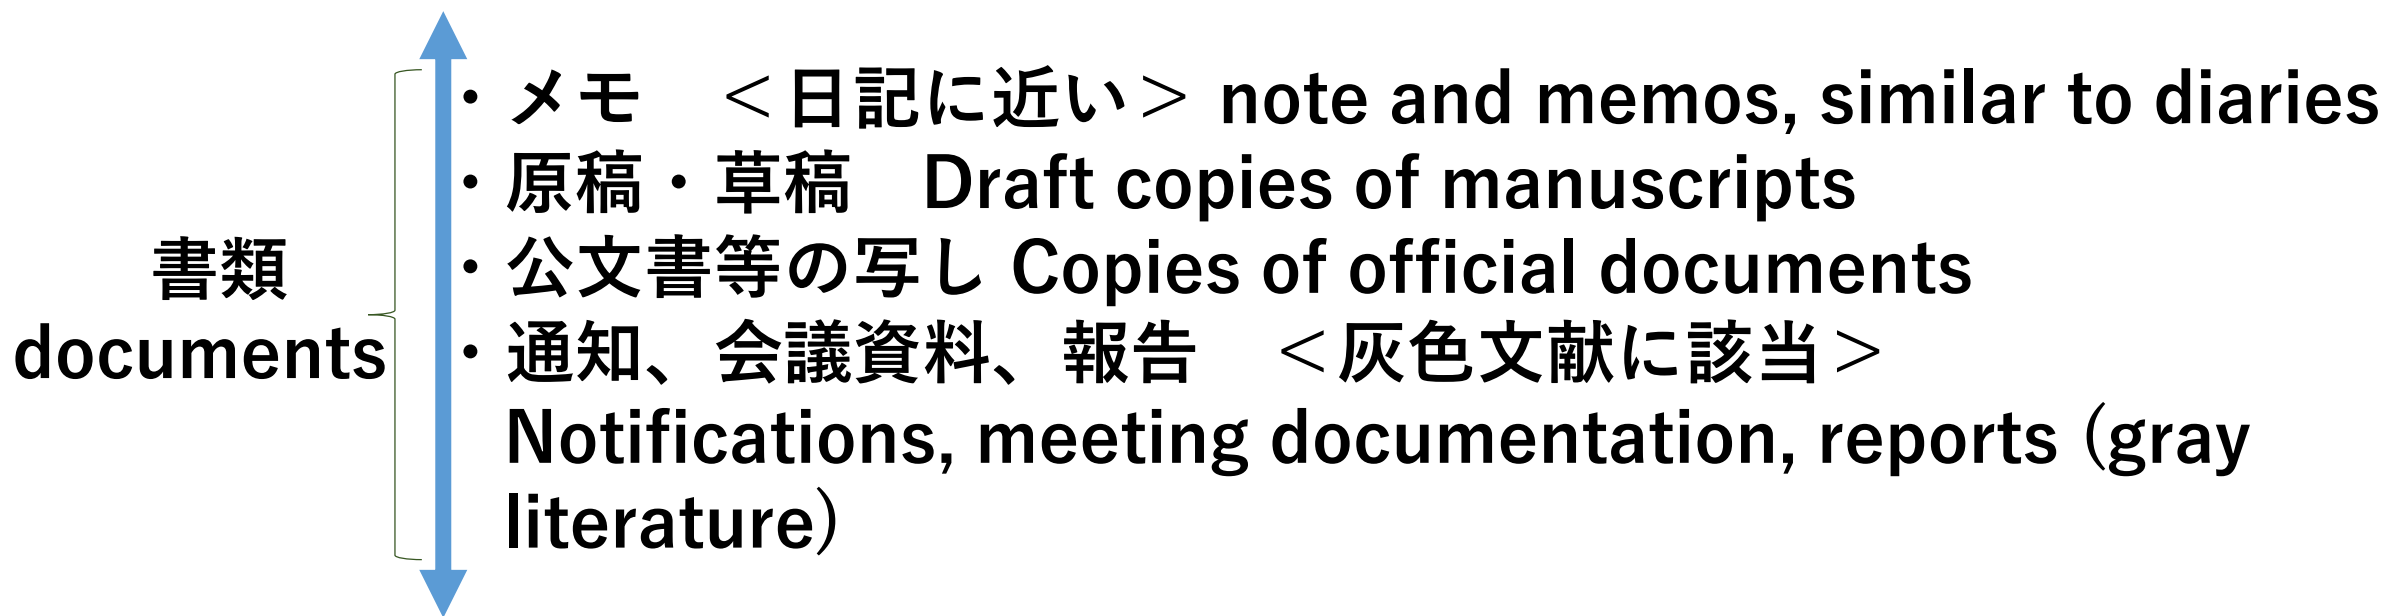 書類
documents
・メモ　＜日記に近い＞ note and memos, similar to diaries
・原稿・草稿　Draft copies of manuscripts
・公文書等の写し Copies of official documents
・通知、会議資料、報告　＜灰色文献に該当＞
Notifications, meeting documentation, reports (gray
literature)